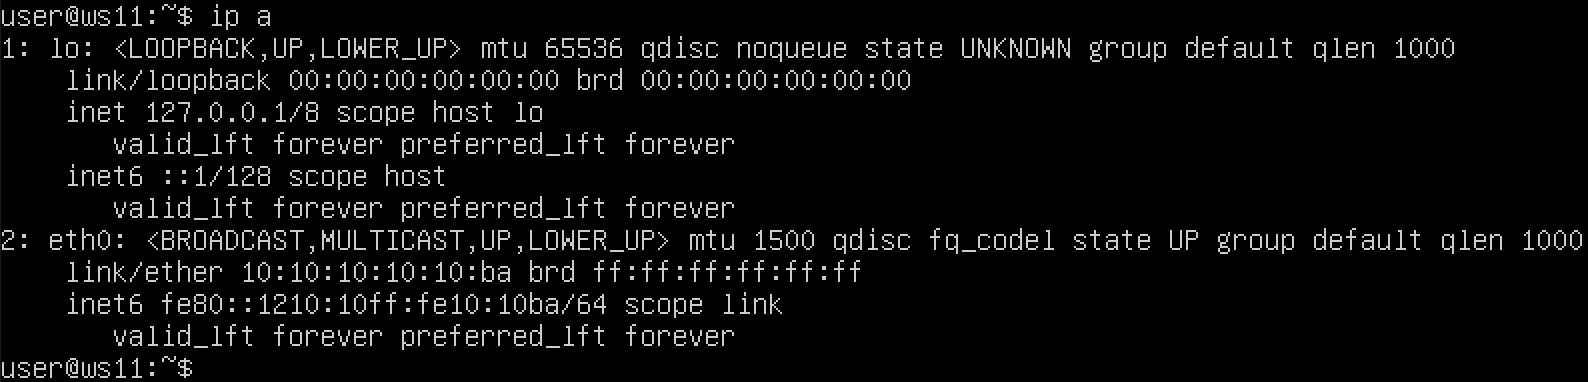 user@ws11:~$ ip a
1: lo: <LOOPBACK,UP,LOWER_UP> mtu 65536 qdisc noqueue state UNKNOWN group default qlen 1000
    link/loopback 00:00:00:00:00:00 brd 00:00:00:00:00:00
    inet 127.0.0.1/8 scope host lo
       valid_lft forever preferred_lft forever
    inet6 ::1/128 scope host
       valid_lft forever preferred_lft forever
2: eth0: <BROADCAST,MULTICAST,UP,LOWER_UP> mtu 1500 qdisc fq_codel state UP group default qlen 1000
    link/ether 10:10:10:10:10:ba brd ff:ff:ff:ff:ff:ff
    inet6 fe80::1210:10ff:fe10:10ba/64 scope link
       valid_lft forever preferred_lft forever
user@ws11:~$